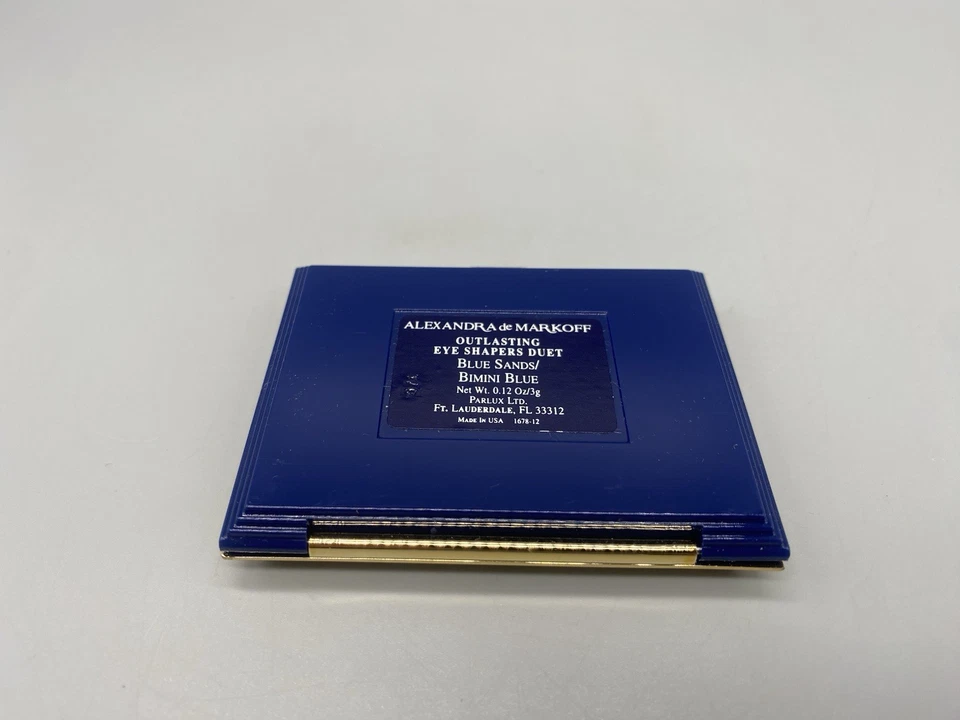 ALEXANDRA de MARKOFF
OUTLASTING
EYE SHAPERS DUET
BLUE SANDS/
BIMINI BLUE
NET WT. 0.12 OZ/3g
PARLUX LTD.
FT. LAUDERDALE, FL 33312
MADE IN USA 1678-12